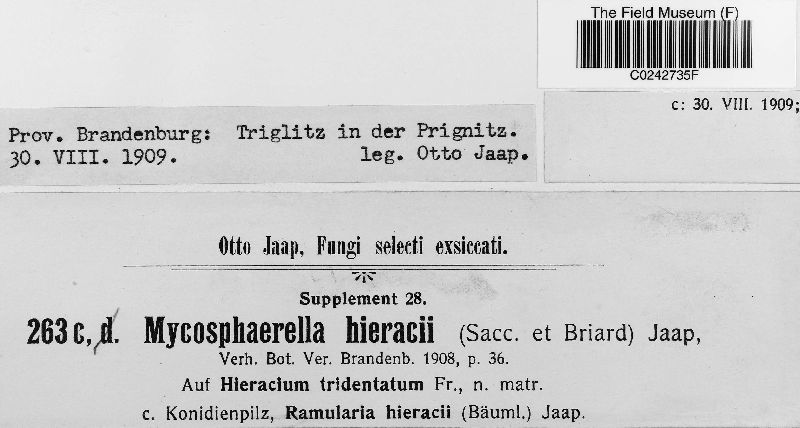 The Field Museum (F)
C0242735F
c: 30. VIII. 1909;
Prov. Brandenburg: Triglitz in der Prignitz.
30. VIII. 1909. leg. Otto Jaap.
Otto Jaap, Fungi selecti exsiccati.
Supplement 28.
263 c, d. Mycosphaerella hieracii (Sacc. et Briard) Jaap,
Verh. Bot. Ver. Brandenb. 1908, p. 36.
Auf Hieracium tridentatum Fr., n. matr.
c. Konidienpilz, Ramularia hieracii (Bäuml.) Jaap.